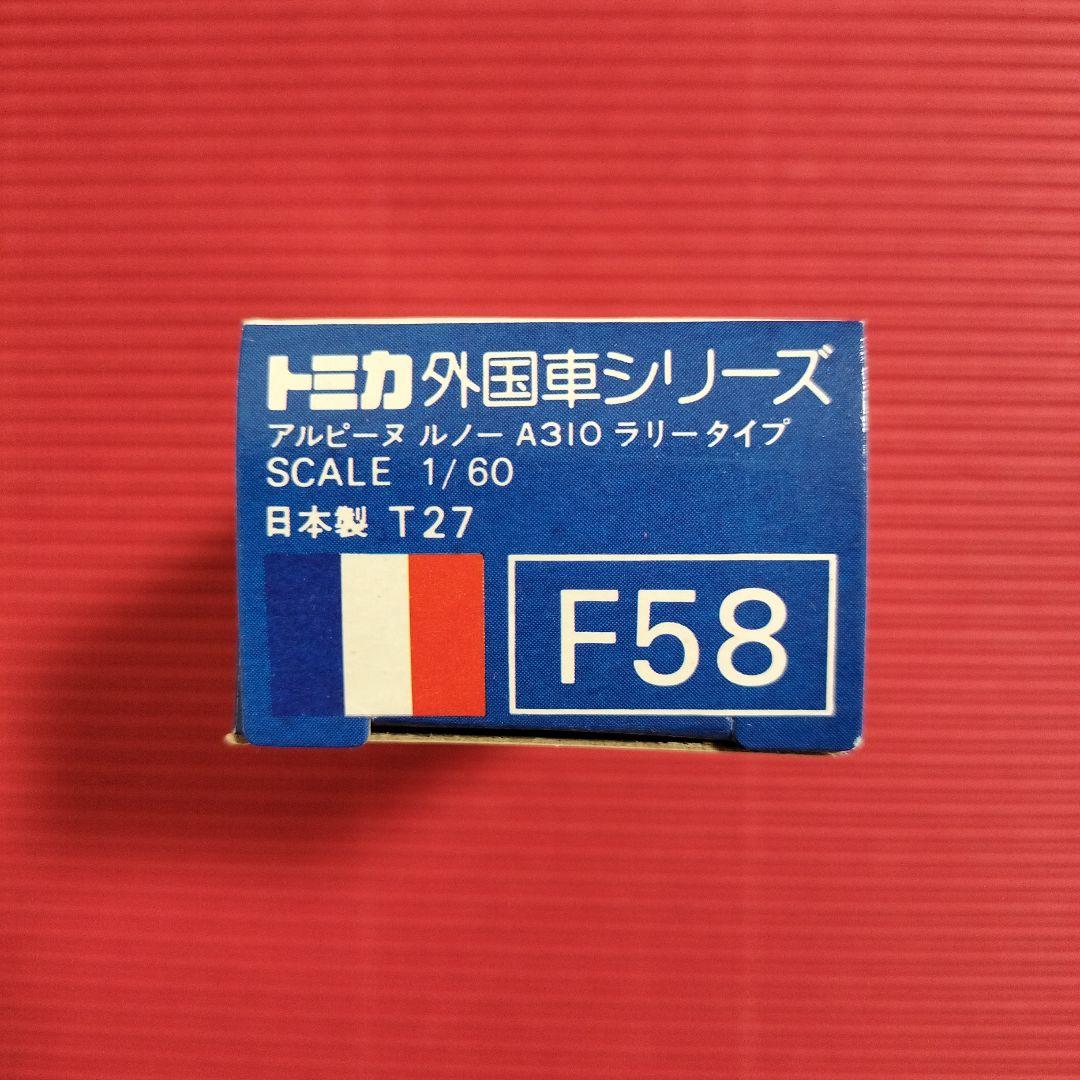 トミカ外国車シリーズ
アルピーヌ ルノー A310 ラリータイプ
SCALE 1/60
日本製 T27
F58